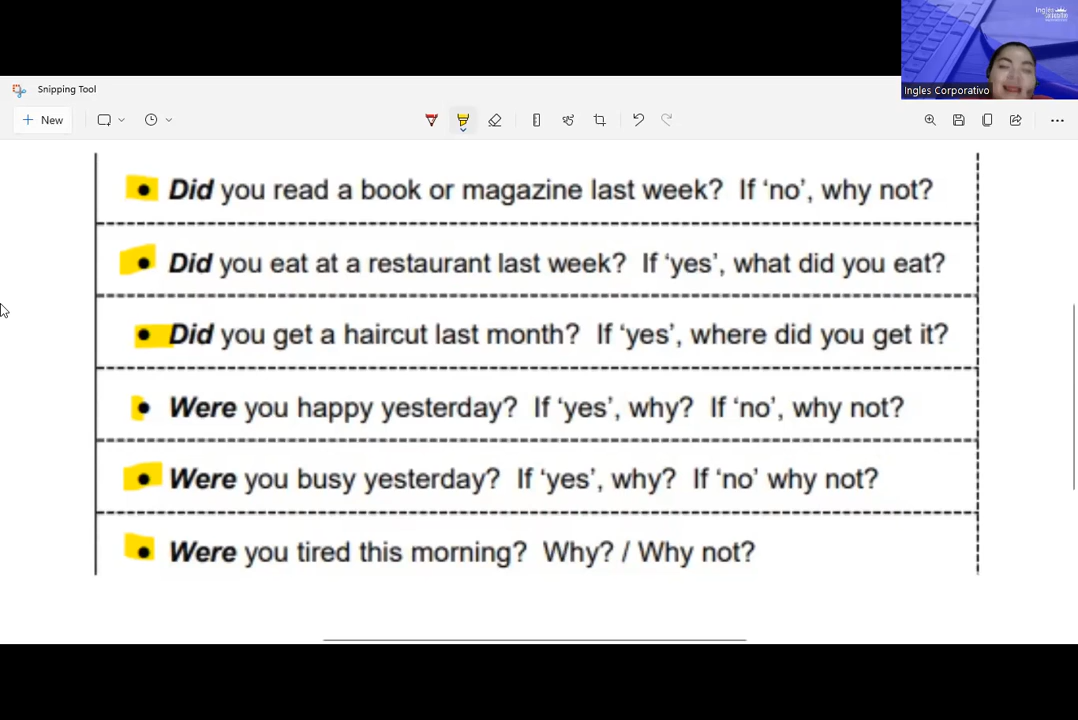 Ingles Corporativo
Snipping Tool
New
• Did you read a book or magazine last week? If ‘no’, why not?
• Did you eat at a restaurant last week? If ‘yes’, what did you eat?
• Did you get a haircut last month? If ‘yes’, where did you get it?
• Were you happy yesterday? If ‘yes’, why? If ‘no’, why not?
• Were you busy yesterday? If ‘yes’, why? If ‘no’ why not?
• Were you tired this morning? Why? / Why not?